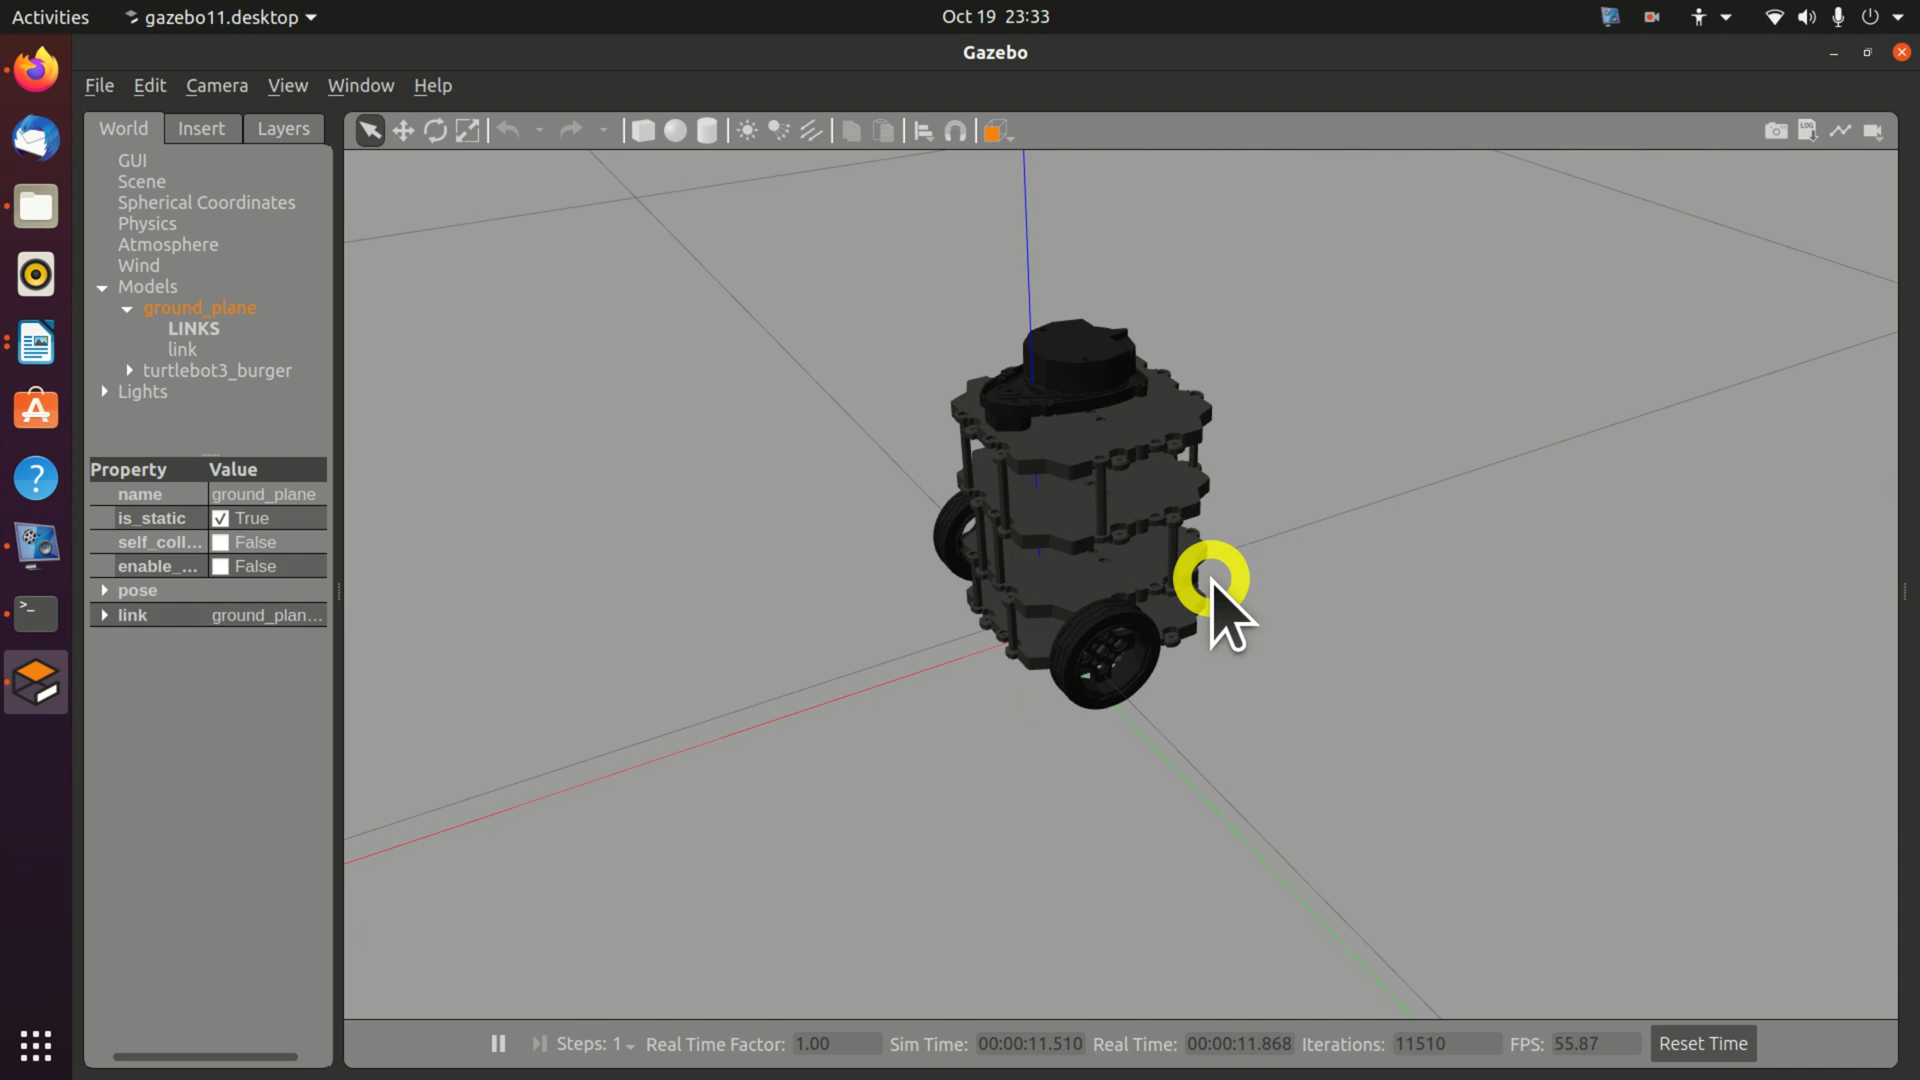 Activities gazebo11.desktop Oct 19 23:33
Gazebo
File Edit Camera View Window Help
World Insert Layers
GUI
Scene
Spherical Coordinates
Physics
Atmosphere
Wind
Models
ground_plane
LINKS
link
turtlebot3_burger
Lights
Property Value
name ground_plane
is_static True
self_coll... False
enable_... False
pose
link ground_plan...
LOG
Steps: 1 Real Time Factor: 1.00 Sim Time: 00:00:11.510 Real Time: 00:00:11.868 Iterations: 11510 FPS: 55.87 Reset Time